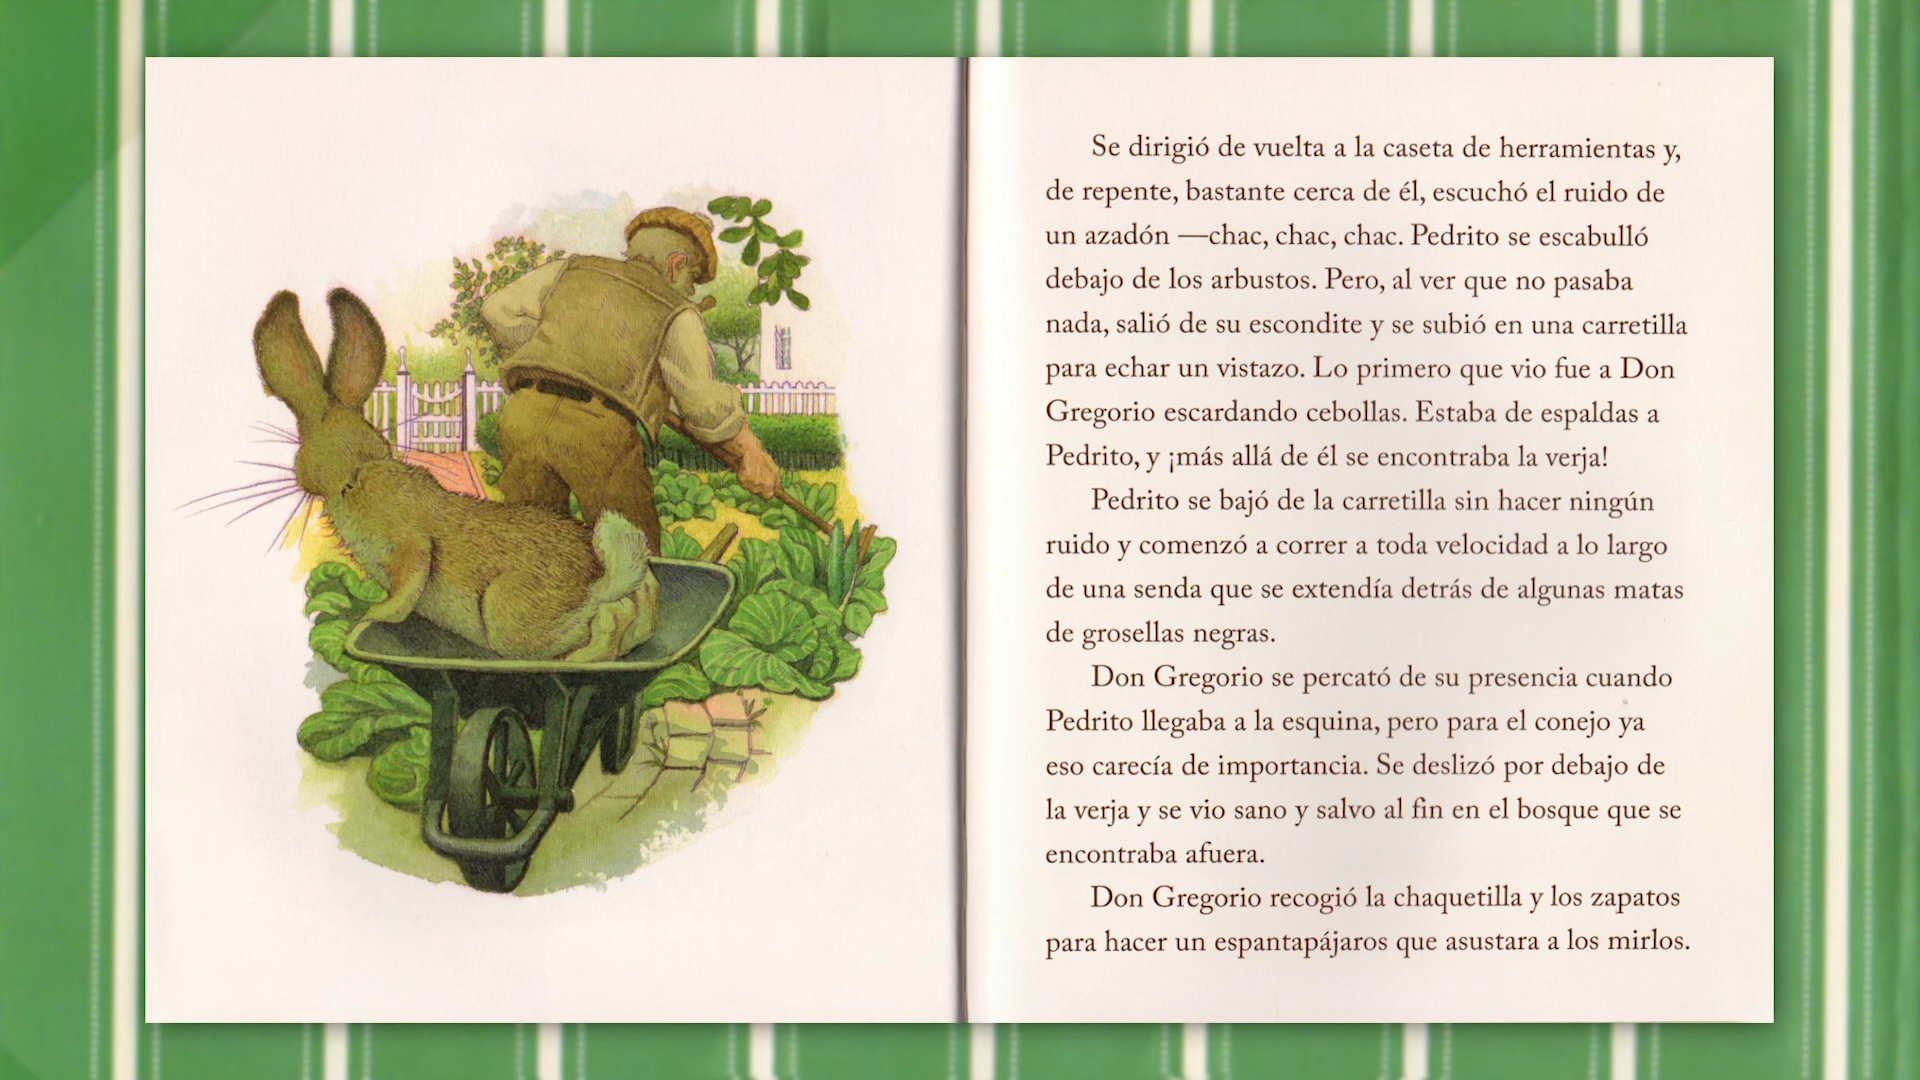 Se dirigió de vuelta a la caseta de herramientas y,
de repente, bastante cerca de él, escuchó el ruido de
un azadón —chac, chac, chac. Pedrito se escabulló
debajo de los arbustos. Pero, al ver que no pasaba
nada, salió de su escondite y se subió en una carretilla
para echar un vistazo. Lo primero que vio fue a Don
Gregorio escardando cebollas. Estaba de espaldas a
Pedrito, y ¡más allá de él se encontraba la verja!
Pedrito se bajó de la carretilla sin hacer ningún
ruido y comenzó a correr a toda velocidad a lo largo
de una senda que se extendía detrás de algunas matas
de grosellas negras.
Don Gregorio se percató de su presencia cuando
Pedrito llegaba a la esquina, pero para el conejo ya
eso carecía de importancia. Se deslizó por debajo de
la verja y se vio sano y salvo al fin en el bosque que se
encontraba afuera.
Don Gregorio recogió la chaquetilla y los zapatos
para hacer un espantapájaros que asustara a los mirlos.